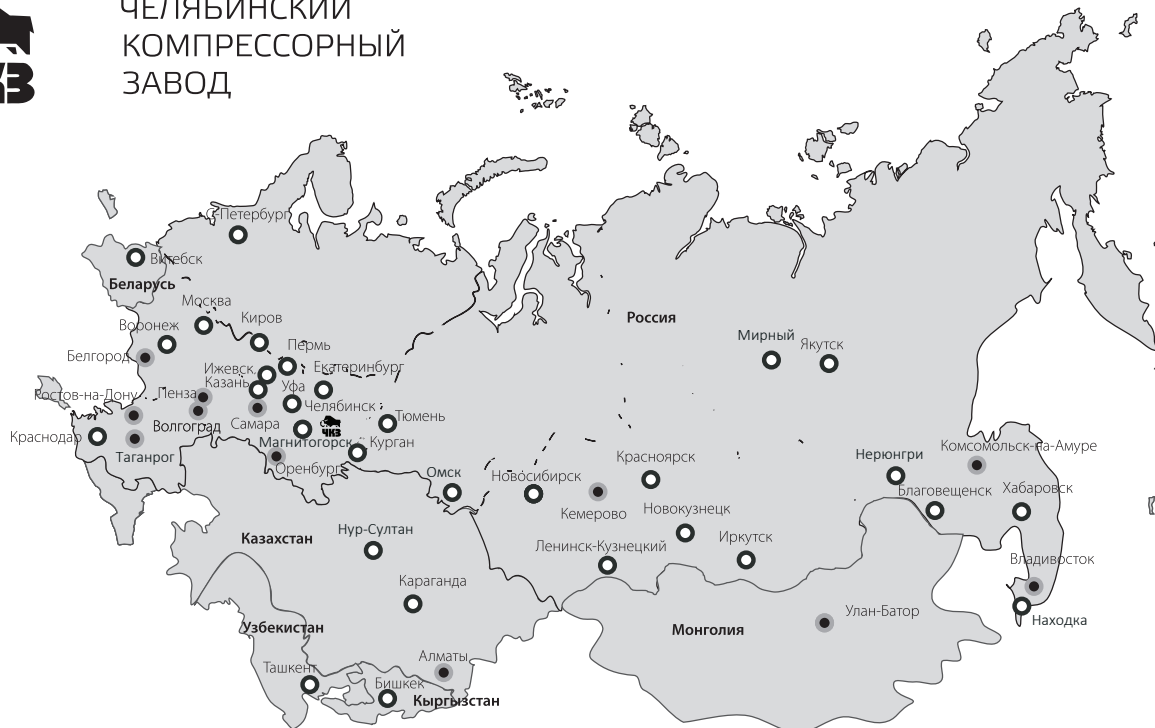 ЧЕЛЯБИНСКИЙ
КОМПРЕССОРНЫЙ
ЗАВОД
С-Петербург
Витебск
Беларусь
Москва
Воронеж
Киров
Россия
Мирный
Якутск
Белгород
Пермь
Ижевск
Екатеринбург
Казань
Уфа
Ростов-на-Дону
Пенза
Челябинск
Тюмень
Волгоград
Самара
ЧКЗ
Краснодар
Магнитогорск
Курган
Таганрог
Оренбург
Омск
Новосибирск
Красноярск
Нерюнгри
Комсомольск-на-Амуре
Благовещенск
Хабаровск
Кемерово
Новокузнецк
Нур-Султан
Казахстан
Ленинск-Кузнецкий
Иркутск
Владивосток
Караганда
Улан-Батор
Находка
Узбекистан
Монголия
Ташкент
Алматы
Бишкек
Кыргызстан